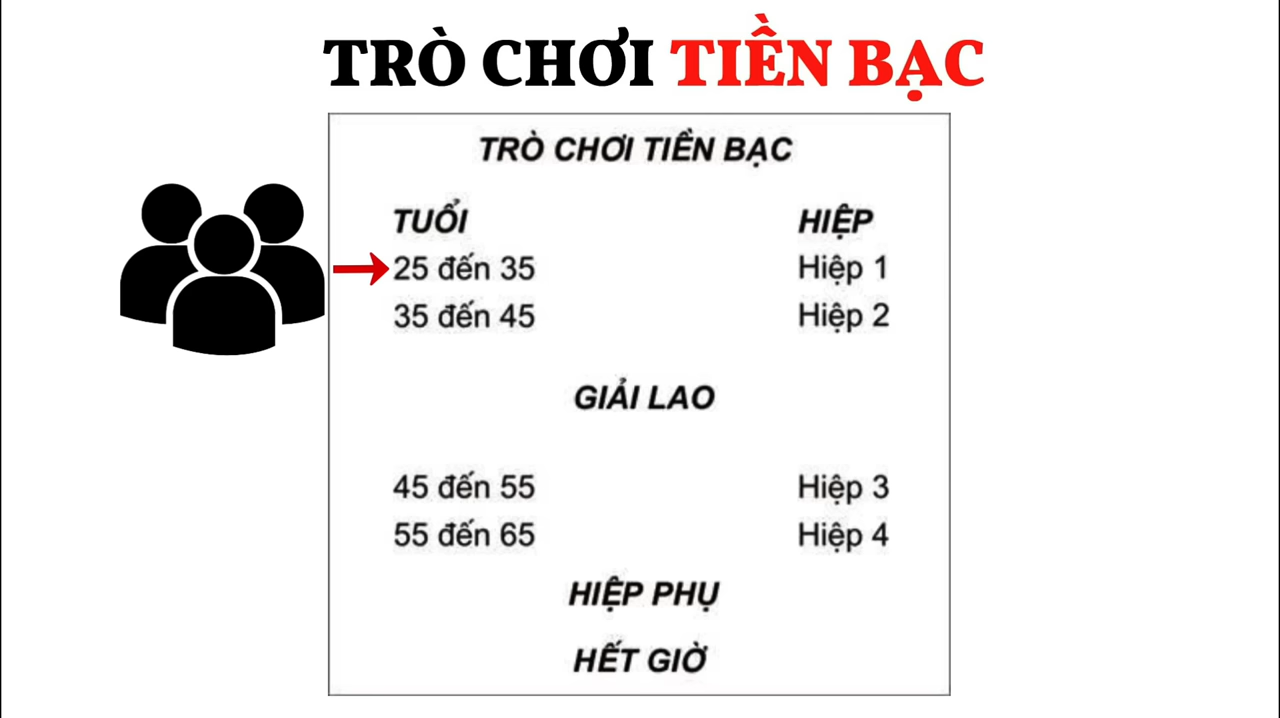 TRÒ CHƠI TIỀN BẠC
TRÒ CHƠI TIỀN BẠC
TUỔI HIỆP
25 đến 35 Hiệp 1
35 đến 45 Hiệp 2
GIẢI LAO
45 đến 55 Hiệp 3
55 đến 65 Hiệp 4
HIỆP PHỤ
HẾT GIỜ